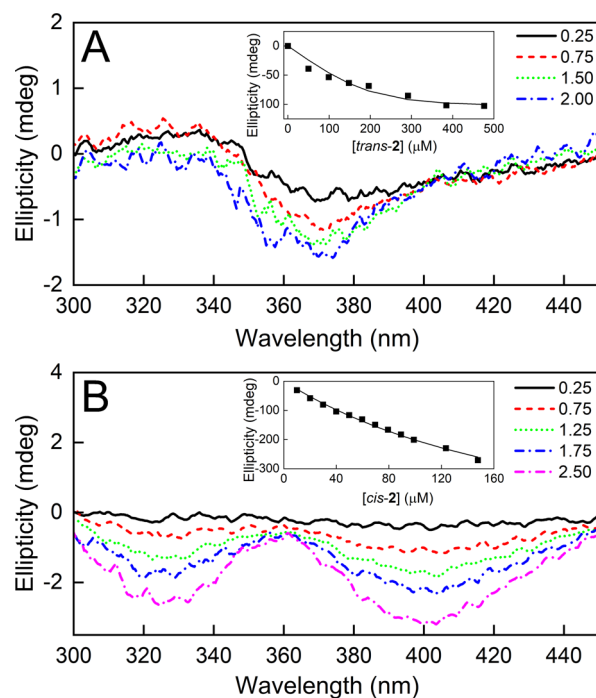 A
2
1
0
-1
-2
Ellipticity (mdeg)
300 320 340 360 380 400 420 440
Wavelength (nm)
0
-50
100
Ellipticity (mdeg)
0 100 200 300 400 500
[trans-2] (μM)
0.25
0.75
1.50
2.00
B
4
2
0
-2
Ellipticity (mdeg)
300 320 340 360 380 400 420 440
Wavelength (nm)
0
-100
-200
-300
Ellipticity (mdeg)
0 40 80 120 160
[cis-2] (μM)
0.25
0.75
1.25
1.75
2.50